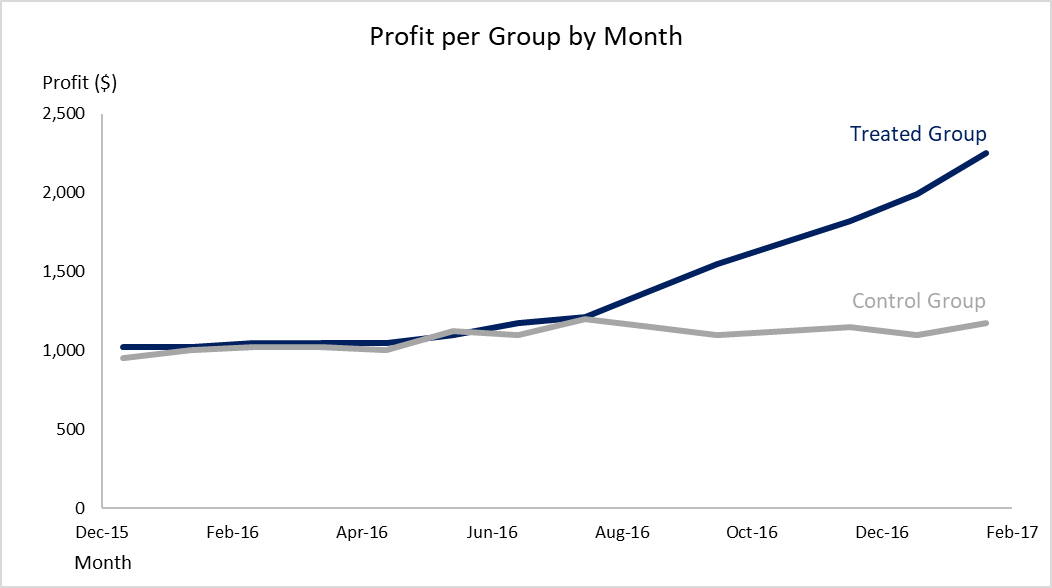 Profit per Group by Month
Profit ($)
2,500
2,000
1,500
1,000
500
0
Treated Group
Control Group
Dec-15 Feb-16 Apr-16 Jun-16 Aug-16 Oct-16 Dec-16 Feb-17
Month